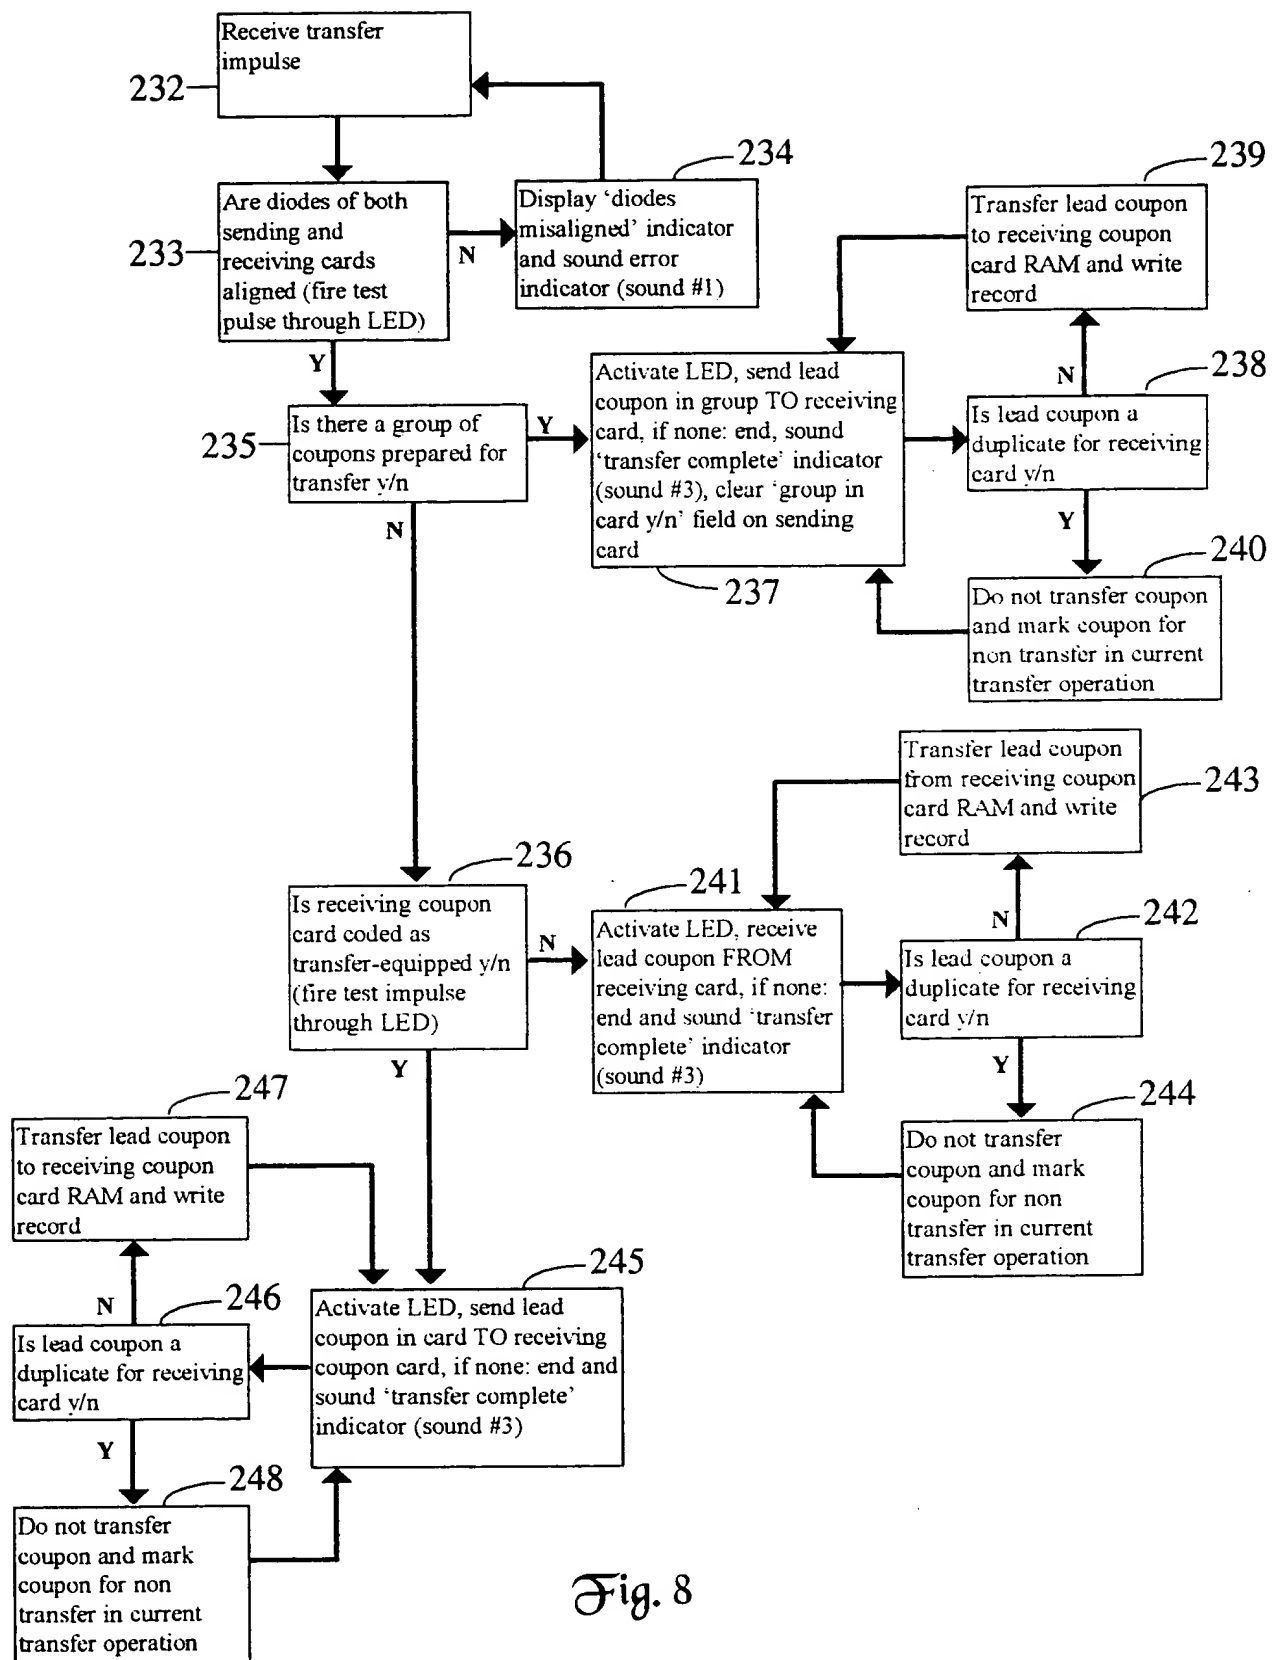 Receive transfer
impulse
232
Are diodes of both
sending and
receiving cards
aligned (fire test
pulse through LED)
233
N
Y
234
Display ‘diodes
misaligned’ indicator
and sound error
indicator (sound #1)
235
Is there a group of
coupons prepared for
transfer y/n
Y
N
Activate LED, send lead
coupon in group TO receiving
card, if none: end, sound
‘transfer complete’ indicator
(sound #3), clear ‘group in
card y/n’ field on sending
card
237
239
Transfer lead coupon
to receiving coupon
card RAM and write
record
N
238
Is lead coupon a
duplicate for receiving
card y/n
Y
240
Do not transfer coupon
and mark coupon for
non transfer in current
transfer operation
236
Is receiving coupon
card coded as
transfer-equipped y/n
(fire test impulse
through LED)
N
Y
241
Activate LED, receive
lead coupon FROM
receiving card, if none:
end and sound ‘transfer
complete’ indicator
(sound #3)
Transfer lead coupon
from receiving coupon
card RAM and write
record
243
N
242
Is lead coupon a
duplicate for receiving
card y/n
Y
244
Do not transfer
coupon and mark
coupon for non
transfer in current
transfer operation
247
Transfer lead coupon
to receiving coupon
card RAM and write
record
N
246
Is lead coupon a
duplicate for receiving
card y/n
Y
245
Activate LED, send lead
coupon in card TO receiving
coupon card, if none: end and
sound ‘transfer complete’
indicator (sound #3)
248
Do not transfer
coupon and mark
coupon for non
transfer in current
transfer operation
Fig. 8